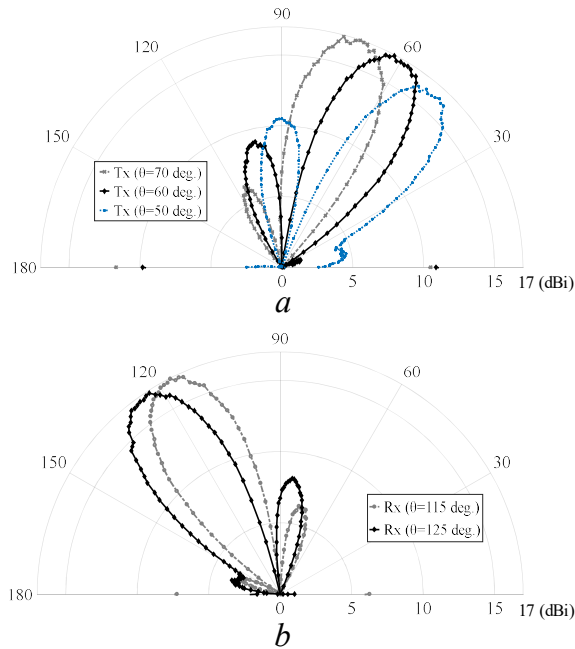 90
120
60
150
30
Tx (θ=70 deg.)
Tx (θ=60 deg.)
Tx (θ=50 deg.)
180
0 5 10 15 17 (dBi)
a
90
120
60
150
30
Rx (θ=115 deg.)
Rx (θ=125 deg.)
180
0 5 10 15 17 (dBi)
b